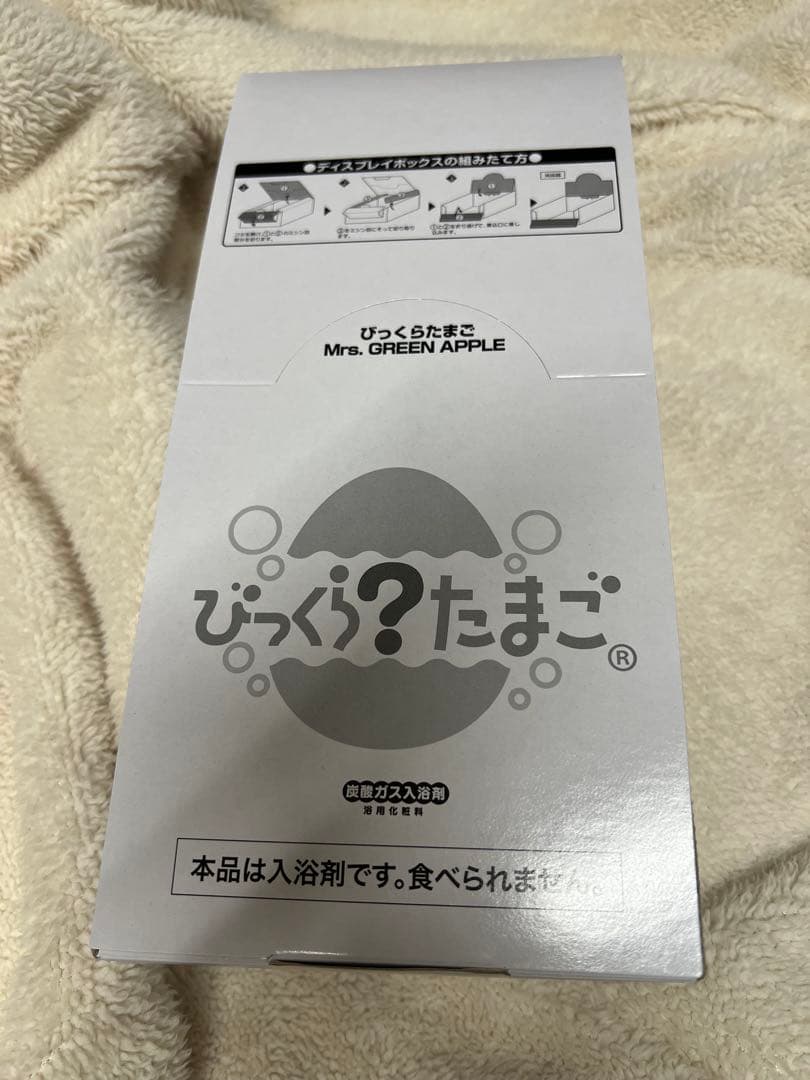 ●ディスプレイボックスの組みたて方●
びっくらたまご
Mrs. GREEN APPLE
びっくら?たまご®
炭酸ガス入浴剤
浴用化粧料
本品は入浴剤です。食べられません。